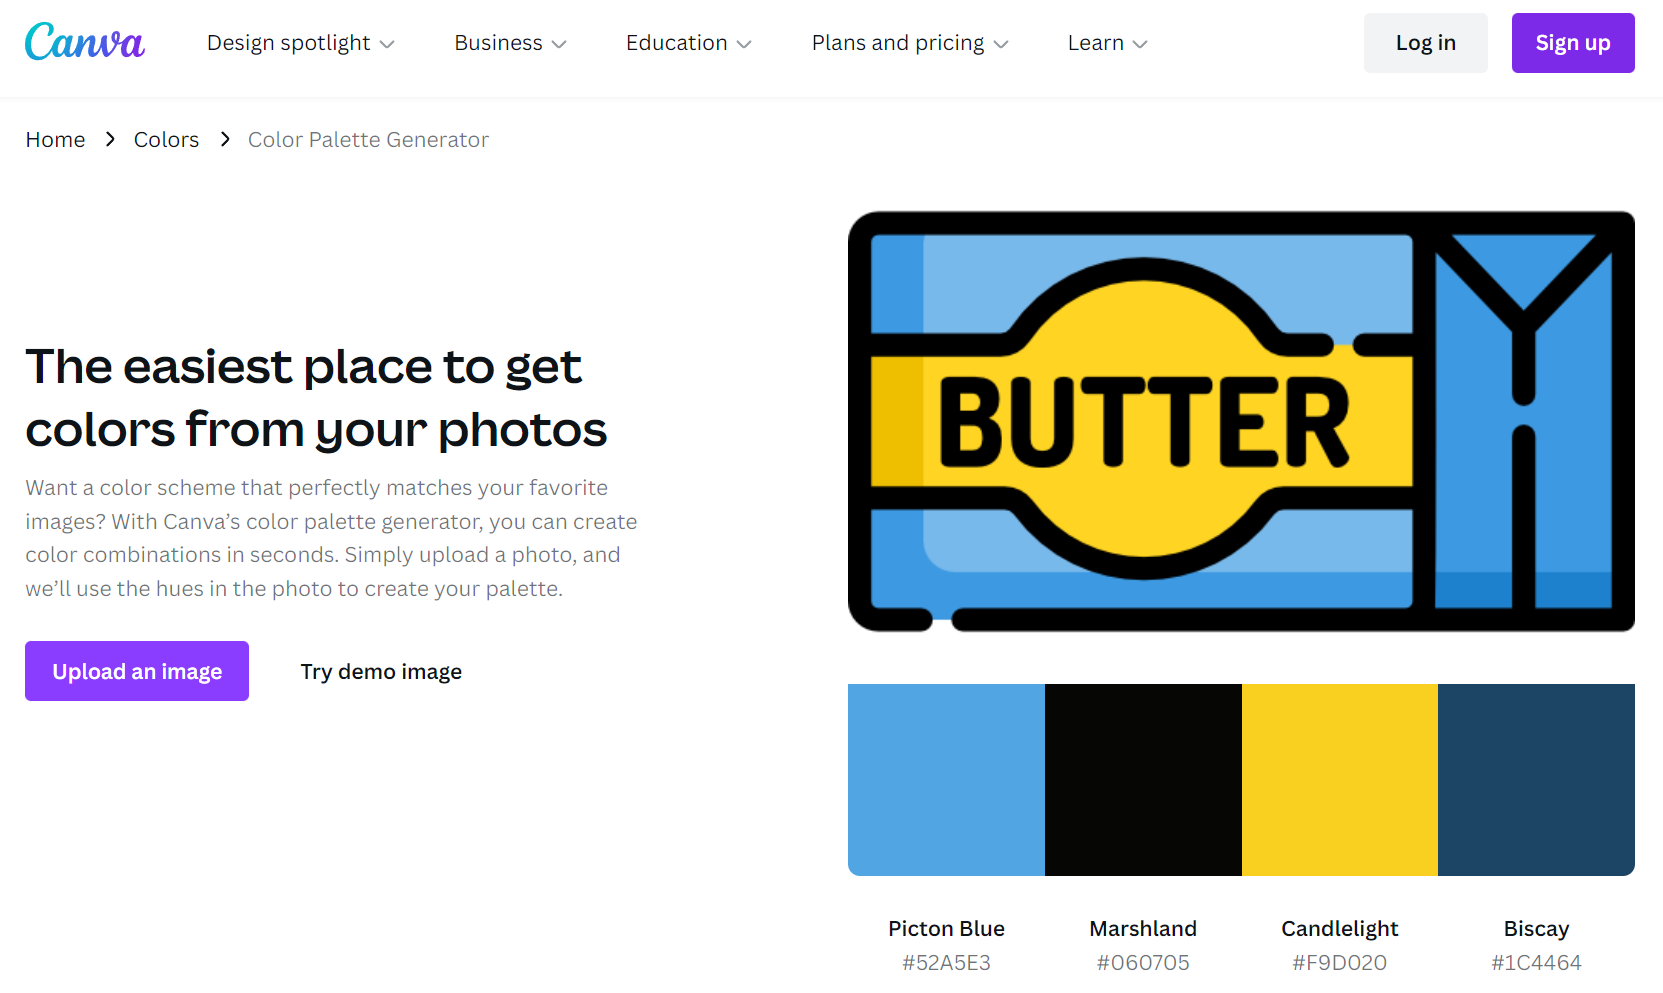 Canva
Design spotlight
Business
Education
Plans and pricing
Learn
Log in
Sign up
Home
Colors
Color Palette Generator
The easiest place to get
colors from your photos
Want a color scheme that perfectly matches your favorite
images? With Canva’s color palette generator, you can create
color combinations in seconds. Simply upload a photo, and
we’ll use the hues in the photo to create your palette.
Upload an image
Try demo image
BUTTER
Picton Blue
#52A5E3
Marshland
#060705
Candlelight
#F9D020
Biscay
#1C4464